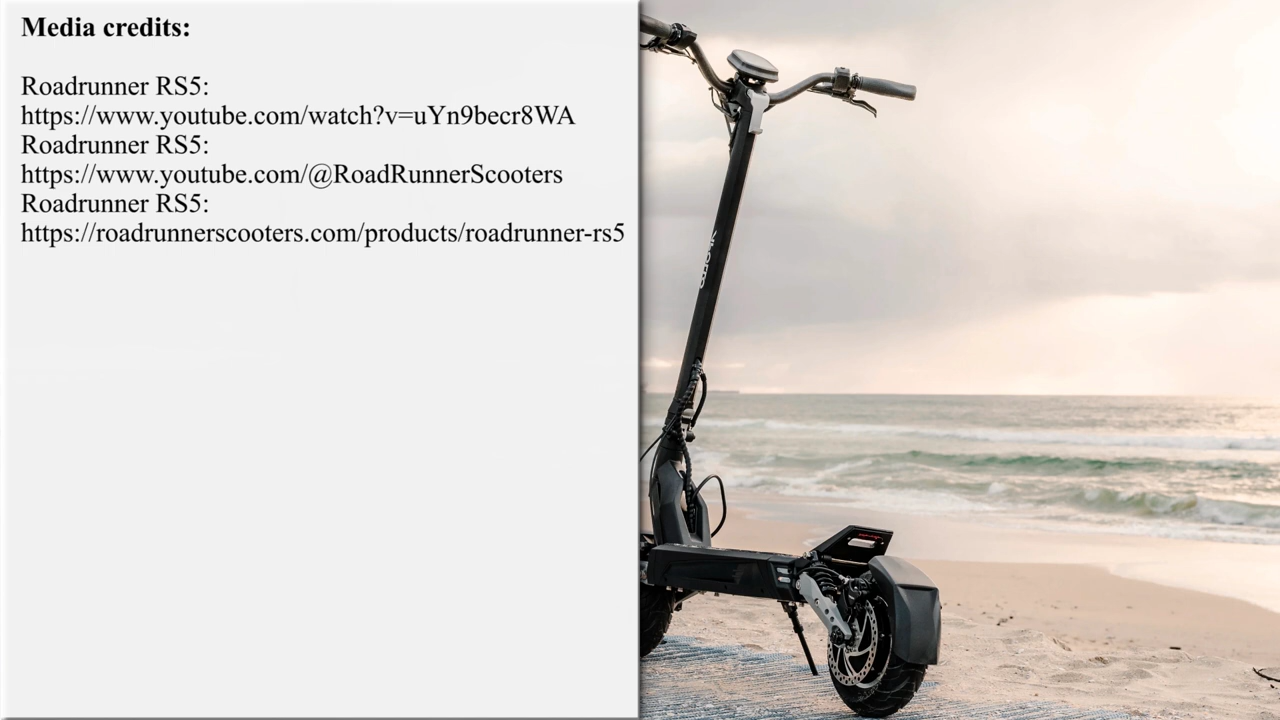 Media credits:
Roadrunner RS5:
https://www.youtube.com/watch?v=uYn9becr8WA
Roadrunner RS5:
https://www.youtube.com/@RoadRunnerScooters
Roadrunner RS5:
https://roadrunnerscooters.com/products/roadrunner-rs5